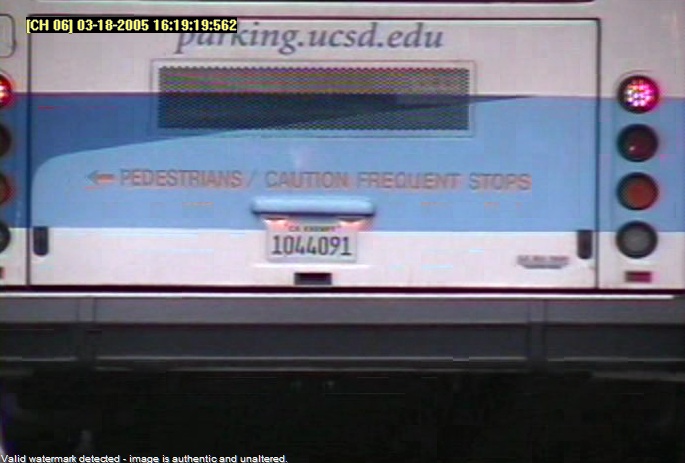 [CH 06] 03-18-2005 16:19:19:562
parking.ucsd.edu
PEDESTRIANS / CAUTION FREQUENT STOPS
CA EXEMPT
1044091
Valid watermark detected - image is authentic and unaltered.